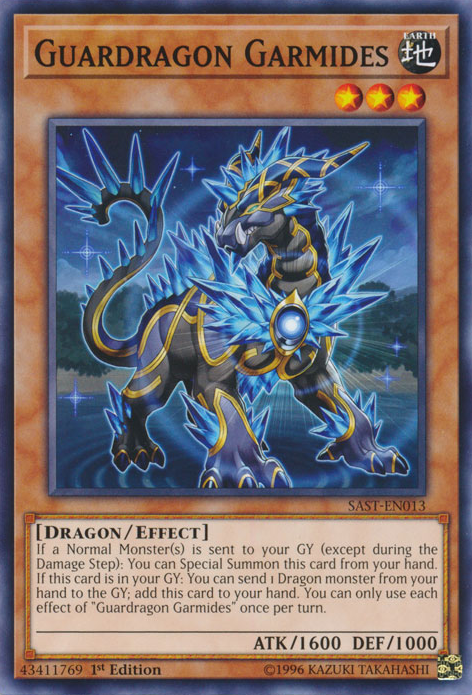 GUARDRAGON GARMIDES
EARTH
地
SAST-EN013
[DRAGON/EFFECT]
If a Normal Monster(s) is sent to your GY (except during the
Damage Step): You can Special Summon this card from your hand.
If this card is in your GY: You can send 1 Dragon monster from your
hand to the GY; add this card to your hand. You can only use each
effect of "Guardragon Garmides" once per turn.
ATK/1600 DEF/1000
43411769 1st Edition ©1996 KAZUKI TAKAHASHI